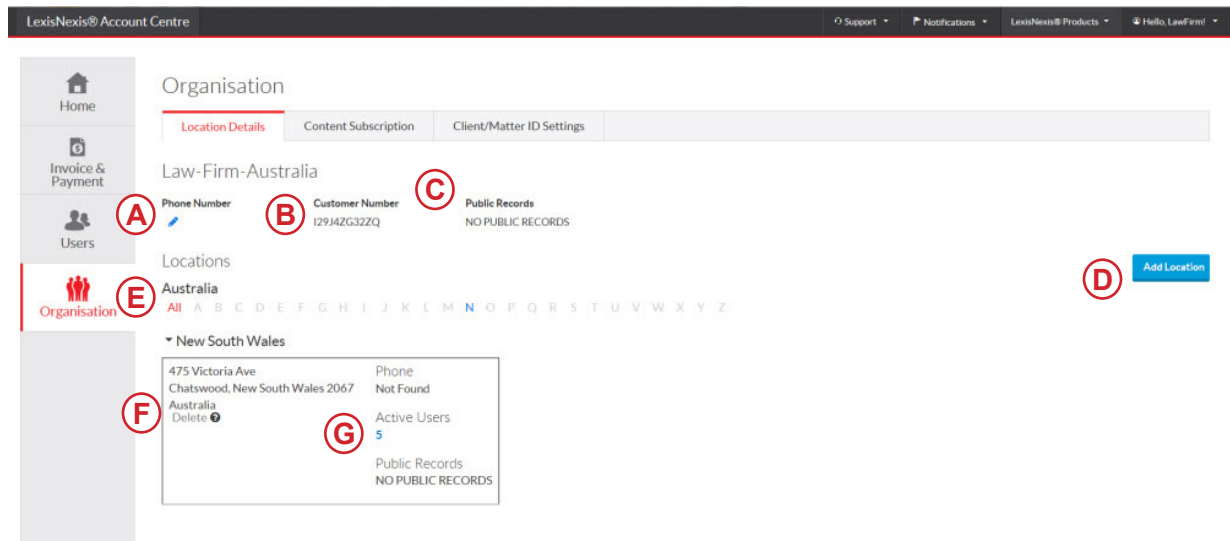 LexisNexis® Account Centre
Support
Notifications
LexisNexis® Products
Hello, LawFirm!
Home
Invoice &
Payment
Users
Organisation
Organisation
Location Details
Content Subscription
Client/Matter ID Settings
Law-Firm-Australia
A
Phone Number
B
Customer Number
I29J4ZG32ZQ
C
Public Records
NO PUBLIC RECORDS
Locations
D
Add Location
E
Australia
All A B C D E F G H I J K L M N O P Q R S T U V W X Y Z
New South Wales
475 Victoria Ave
Chatswood, New South Wales 2067
Australia
F
Delete ?
Phone
Not Found
G
Active Users
5
Public Records
NO PUBLIC RECORDS